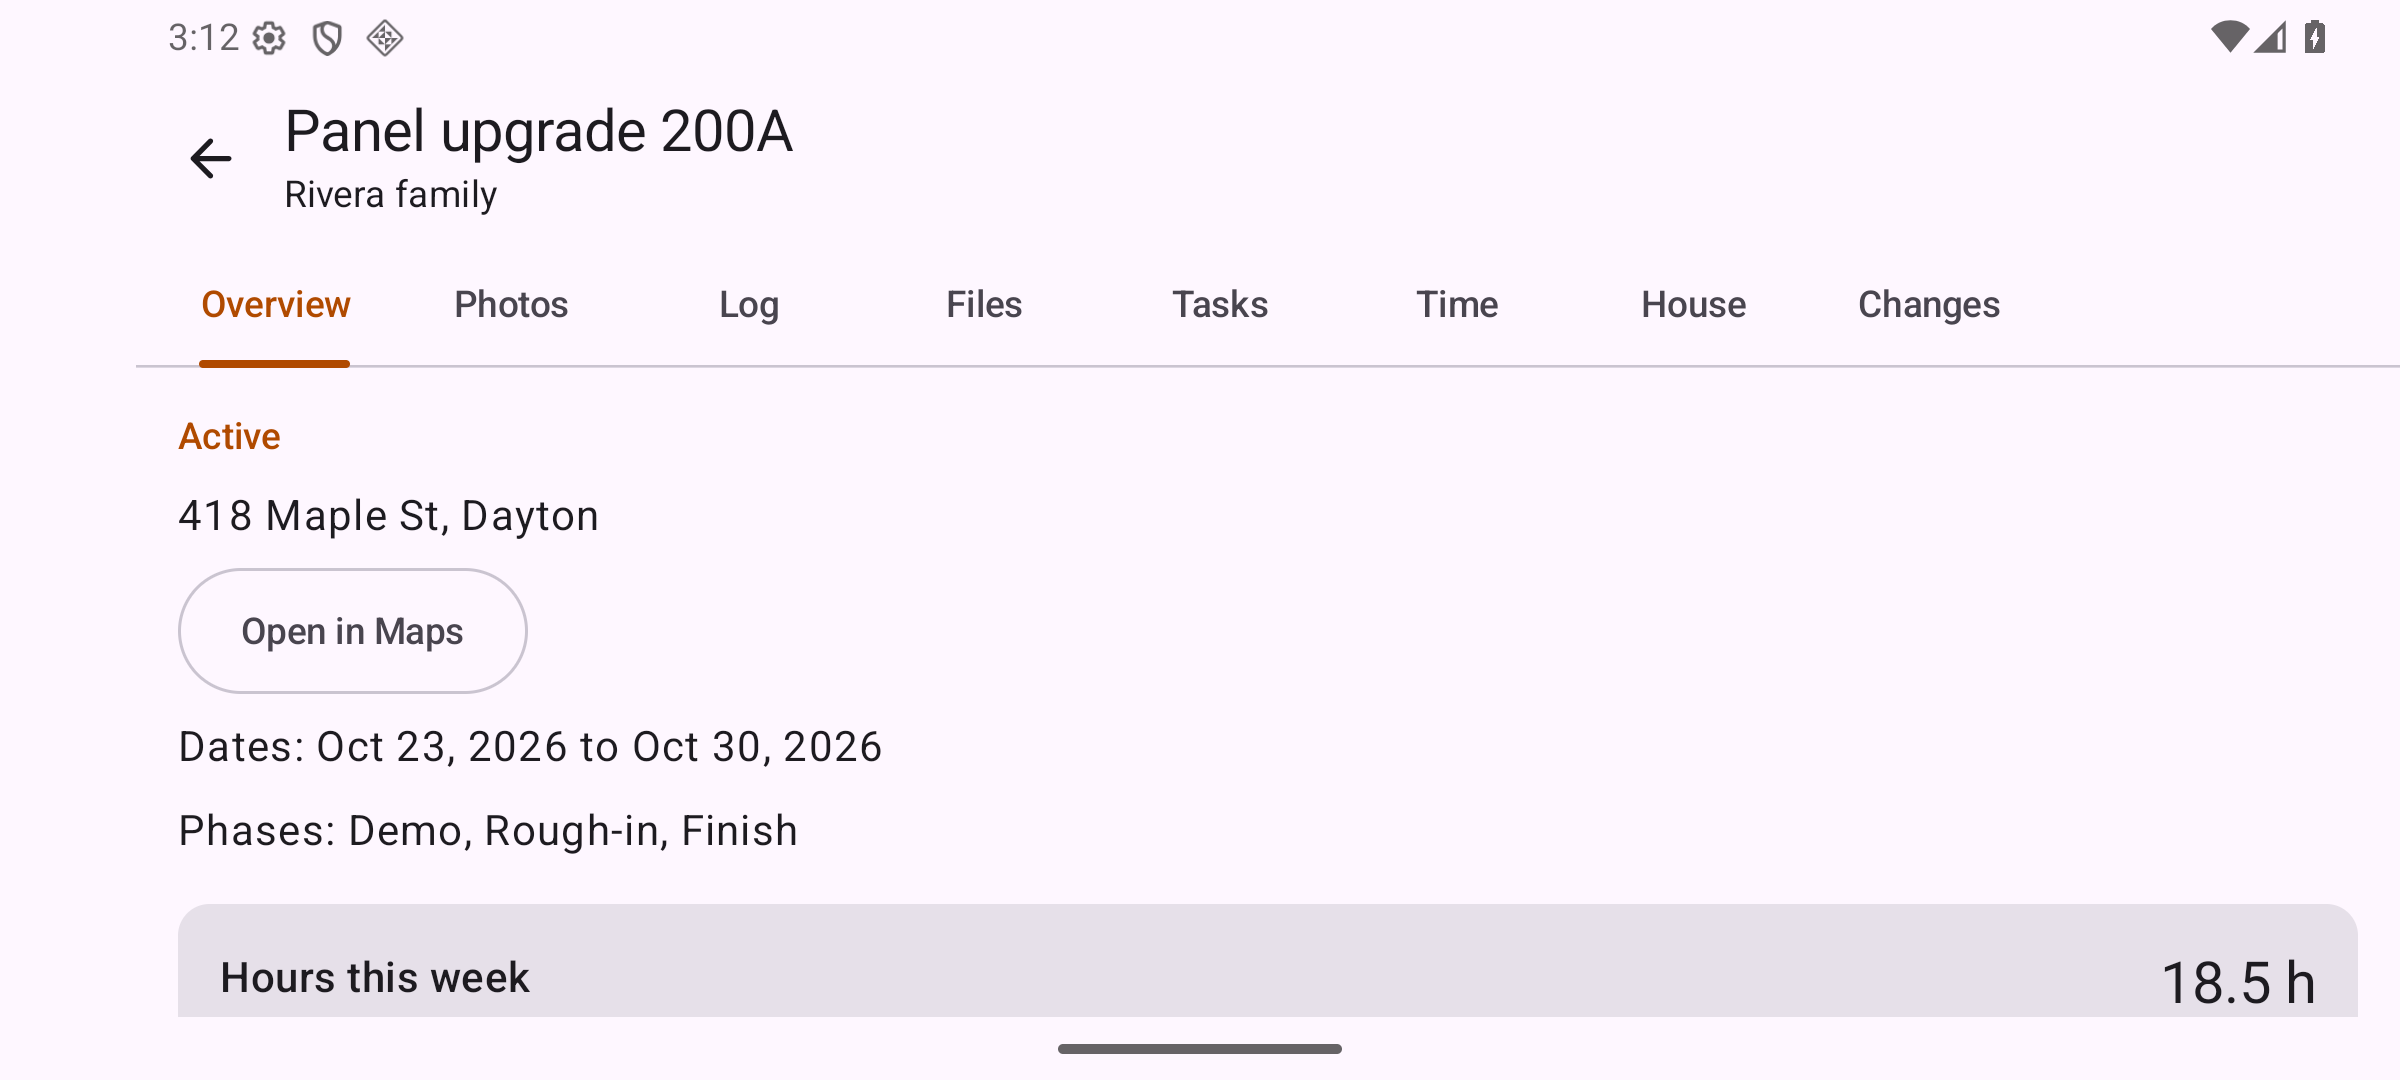 3:12
Panel upgrade 200A
Rivera family
Overview Photos Log Files Tasks Time House Changes
Active
418 Maple St, Dayton
Open in Maps
Dates: Oct 23, 2026 to Oct 30, 2026
Phases: Demo, Rough-in, Finish
Hours this week 18.5 h